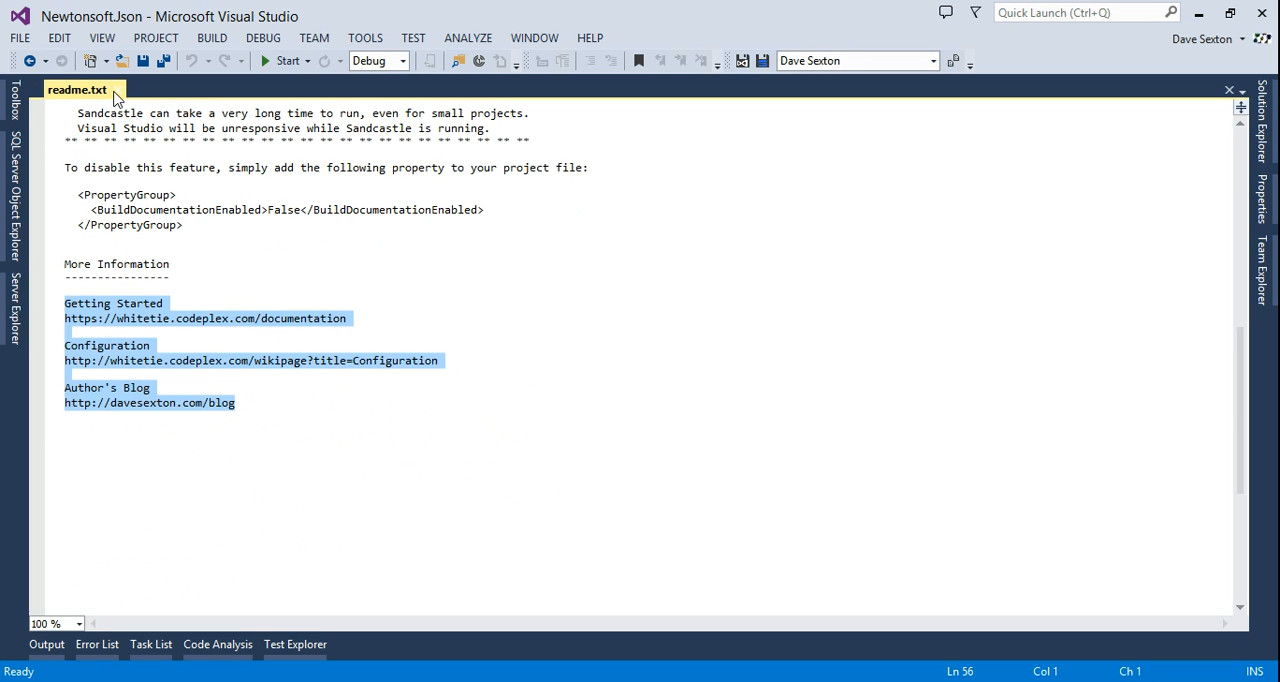 Newtonsoft.Json - Microsoft Visual Studio
Quick Launch (Ctrl+Q)
FILE EDIT VIEW PROJECT BUILD DEBUG TEAM TOOLS TEST ANALYZE WINDOW HELP
Dave Sexton
Start Debug Dave Sexton
readme.txt
Toolbox
SQL Server Object Explorer
Server Explorer
Sandcastle can take a very long time to run, even for small projects.
Visual Studio will be unresponsive while Sandcastle is running.
** ** ** ** ** ** ** ** ** ** ** ** ** ** ** ** ** ** ** ** ** ** ** **
To disable this feature, simply add the following property to your project file:
<PropertyGroup>
<BuildDocumentationEnabled>False</BuildDocumentationEnabled>
</PropertyGroup>
More Information
----------------
Getting Started
https://whitetie.codeplex.com/documentation
Configuration
http://whitetie.codeplex.com/wikipage?title=Configuration
Author's Blog
http://davesexton.com/blog
Solution Explorer
Properties
Team Explorer
100 %
Output Error List Task List Code Analysis Test Explorer
Ready Ln 56 Col 1 Ch 1 INS